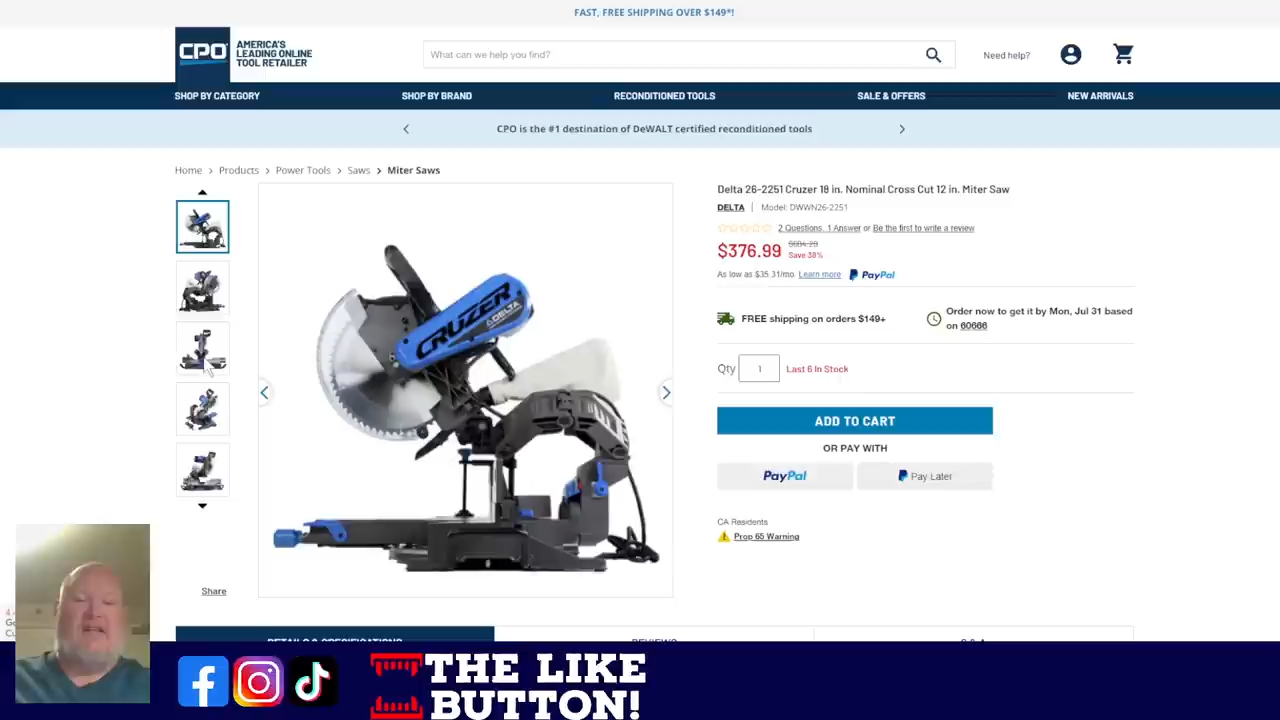 FAST, FREE SHIPPING OVER $149*!
CPO
AMERICA'S
LEADING ONLINE
TOOL RETAILER
What can we help you find?
Need help?
SHOP BY CATEGORY
SHOP BY BRAND
RECONDITIONED TOOLS
SALE & OFFERS
NEW ARRIVALS
CPO is the #1 destination of DeWALT certified reconditioned tools
Home > Products > Power Tools > Saws > Miter Saws
Delta 26-2251 Cruzer 18 in. Nominal Cross Cut 12 in. Miter Saw
DELTA | Model: DWWN26-2251
2 Questions, 1 Answer or Be the first to write a review
$376.99
Save 38%
As low as $35.31/mo. Learn more PayPal
FREE shipping on orders $149+
Order now to get it by Mon, Jul 31 based
on 60666
Qty 1 Last 6 In Stock
CRUZER
DELTA
ADD TO CART
OR PAY WITH
PayPal
Pay Later
CA Residents
Prop 65 Warning
Share
DETAILS & SPECIFICATIONS
REVIEWS
Q & A
THE LIKE
BUTTON!